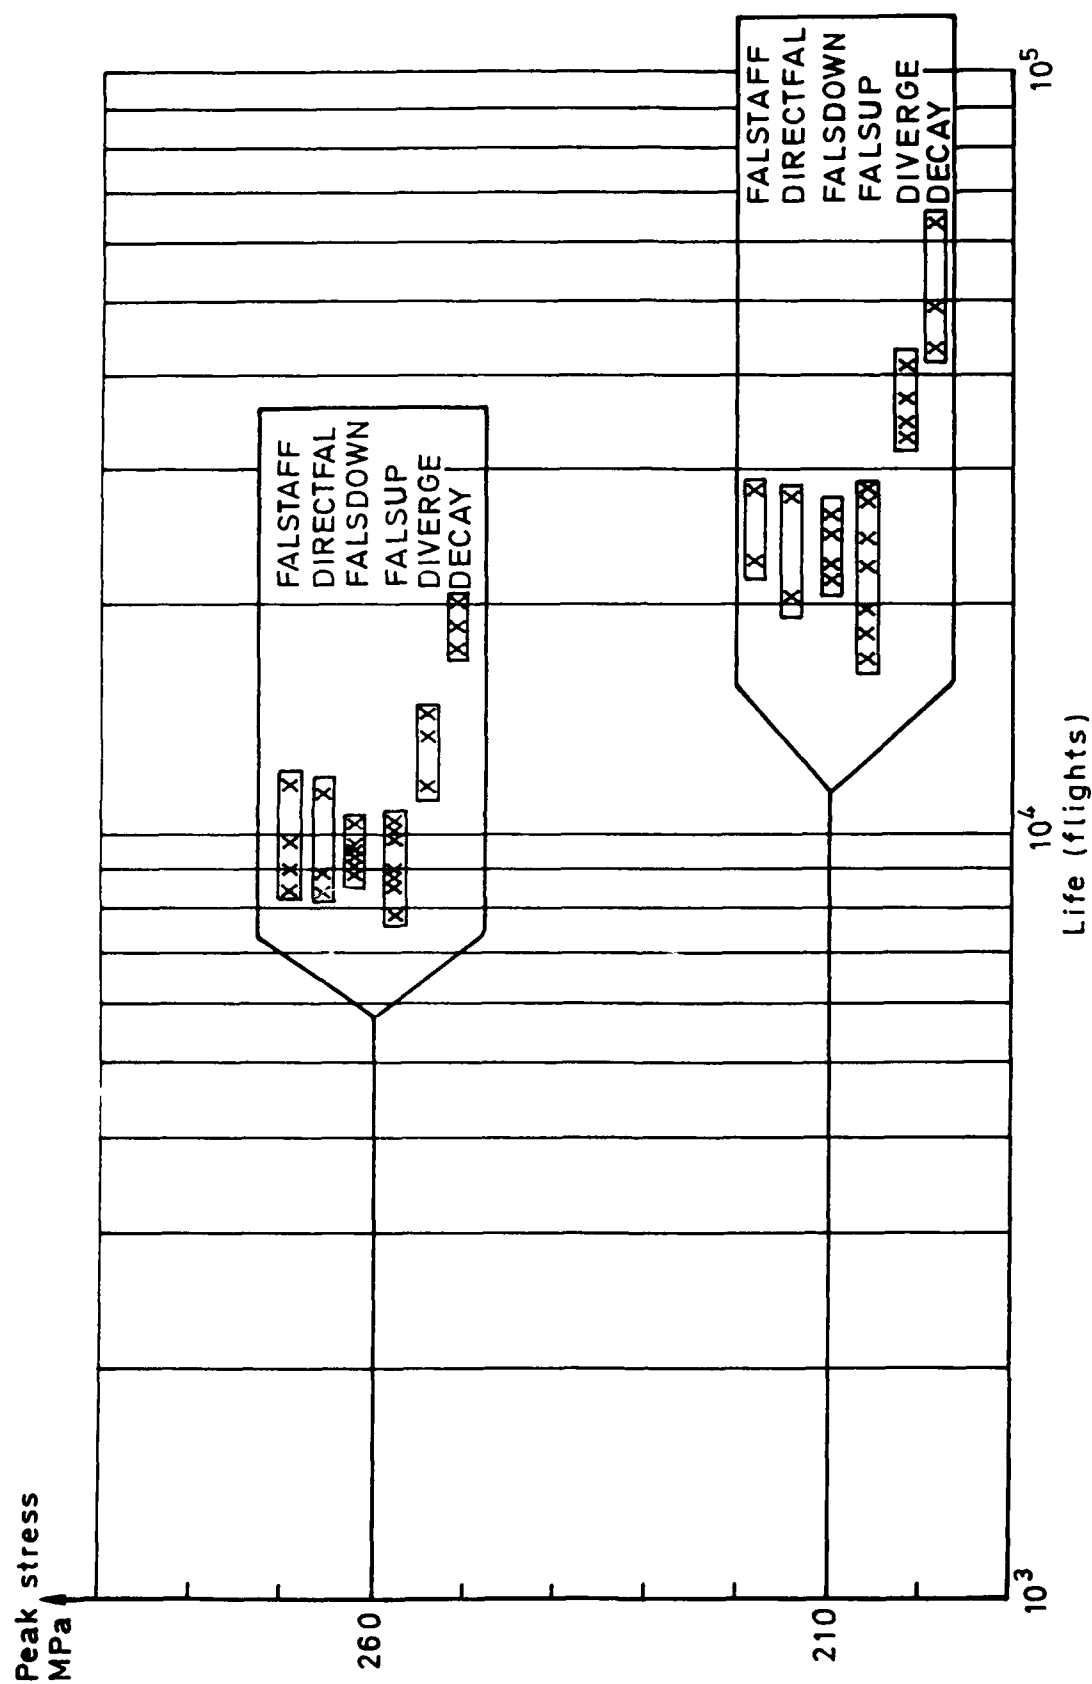 Peak stress
MPa
260
FALSTAFF
DIRECTFAL
FALSDOWN
FALSUP
DIVERGE
DECAY
210
FALSTAFF
DIRECTFAL
FALSDOWN
FALSUP
DIVERGE
DECAY
10³
10⁴
10⁵
Life (flights)